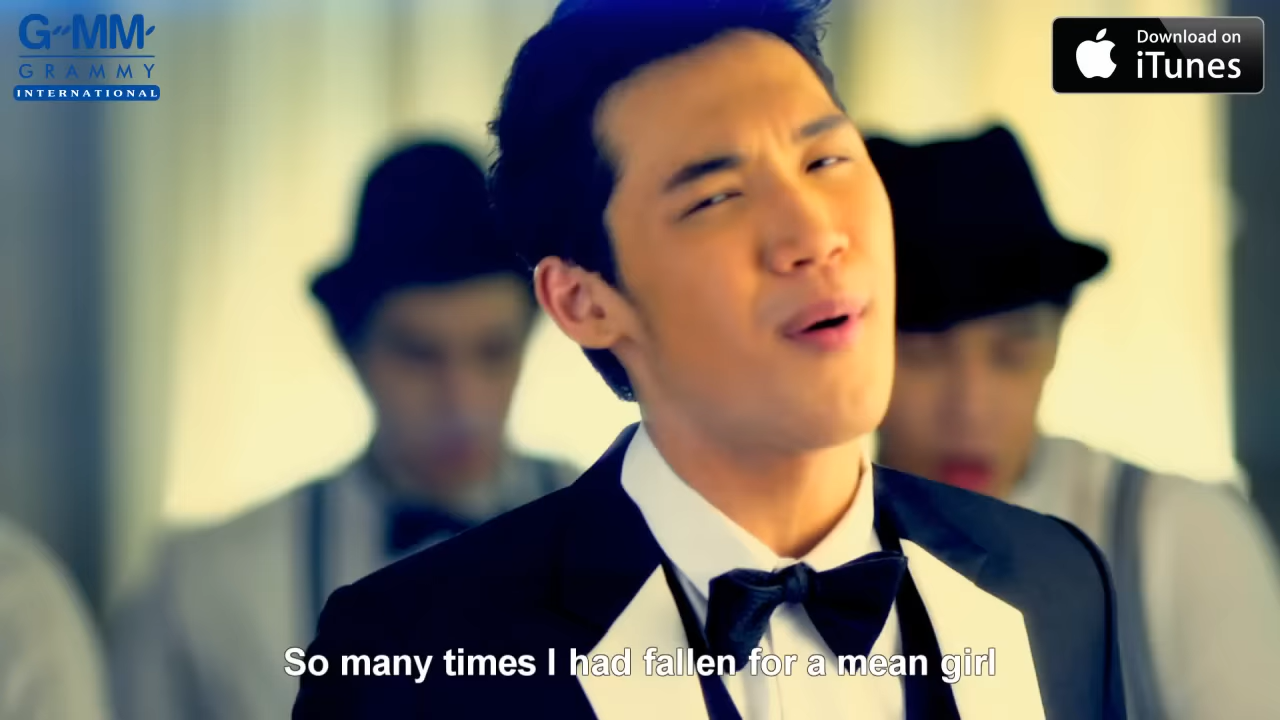 G"MM'
GRAMMY
INTERNATIONAL
Download on
iTunes
So many times I had fallen for a mean girl